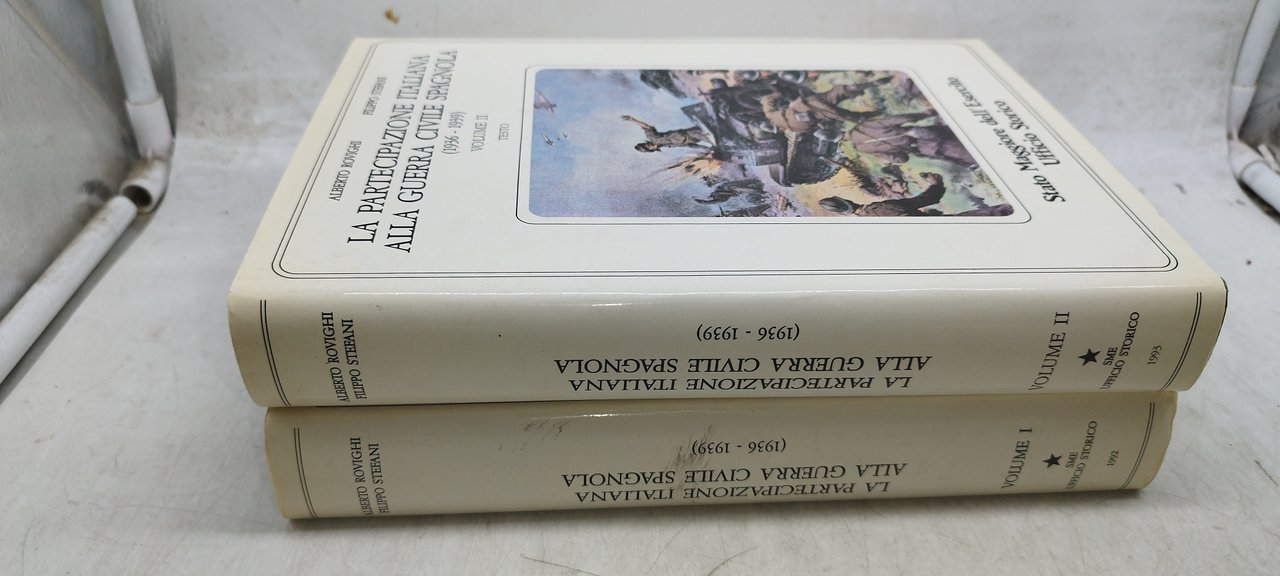 ALBERTO ROVIGHI FILIPPO STEFANI
LA PARTECIPAZIONE ITALIANA
ALLA GUERRA CIVILE SPAGNOLA
(1936 - 1939)
VOLUME II
TESTO
Stato Maggiore dell'Esercito
Ufficio Storico
ALBERTO ROVIGHI
FILIPPO STEFANI
LA PARTECIPAZIONE ITALIANA
ALLA GUERRA CIVILE SPAGNOLA
(1936 - 1939)
VOLUME II
SME
UFFICIO STORICO
1993
ALBERTO ROVIGHI
FILIPPO STEFANI
LA PARTECIPAZIONE ITALIANA
ALLA GUERRA CIVILE SPAGNOLA
(1936 - 1939)
VOLUME I
SME
UFFICIO STORICO
1992